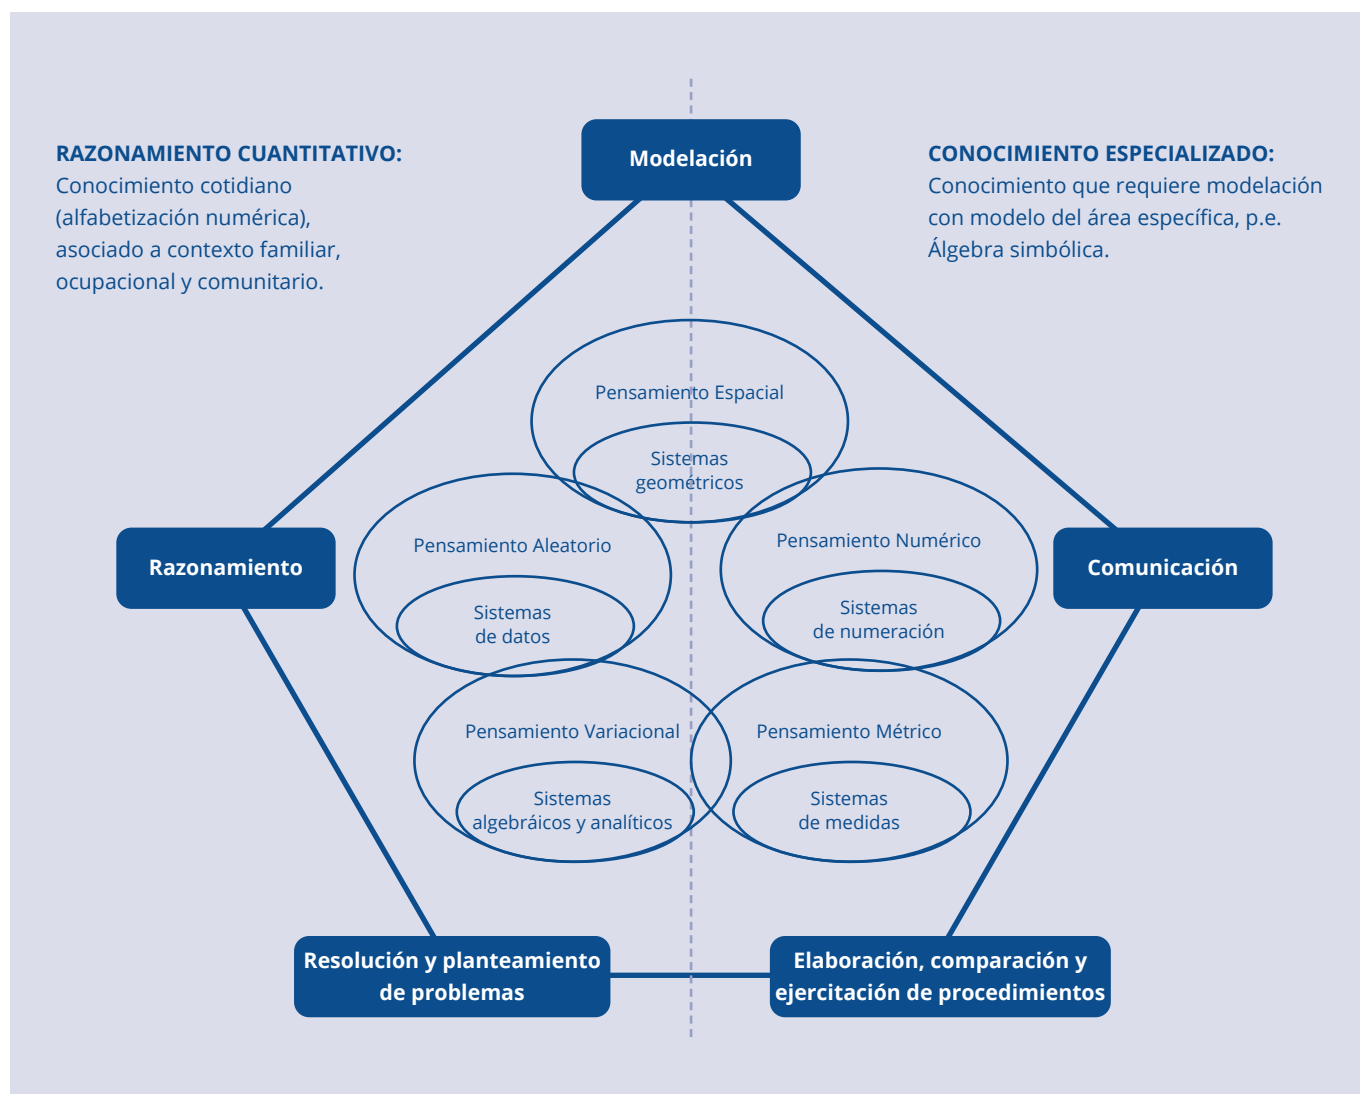 Modelación
RAZONAMIENTO CUANTITATIVO:
Conocimiento cotidiano
(alfabetización numérica),
asociado a contexto familiar,
ocupacional y comunitario.
CONOCIMIENTO ESPECIALIZADO:
Conocimiento que requiere modelación
con modelo del área específica, p.e.
Álgebra simbólica.
Pensamiento Espacial
Sistemas
geométricos
Razonamiento
Pensamiento Aleatorio
Sistemas
de datos
Pensamiento Numérico
Sistemas
de numeración
Comunicación
Pensamiento Variacional
Sistemas
algebráicos y analíticos
Pensamiento Métrico
Sistemas
de medidas
Resolución y planteamiento
de problemas
Elaboración, comparación y
ejercitación de procedimientos